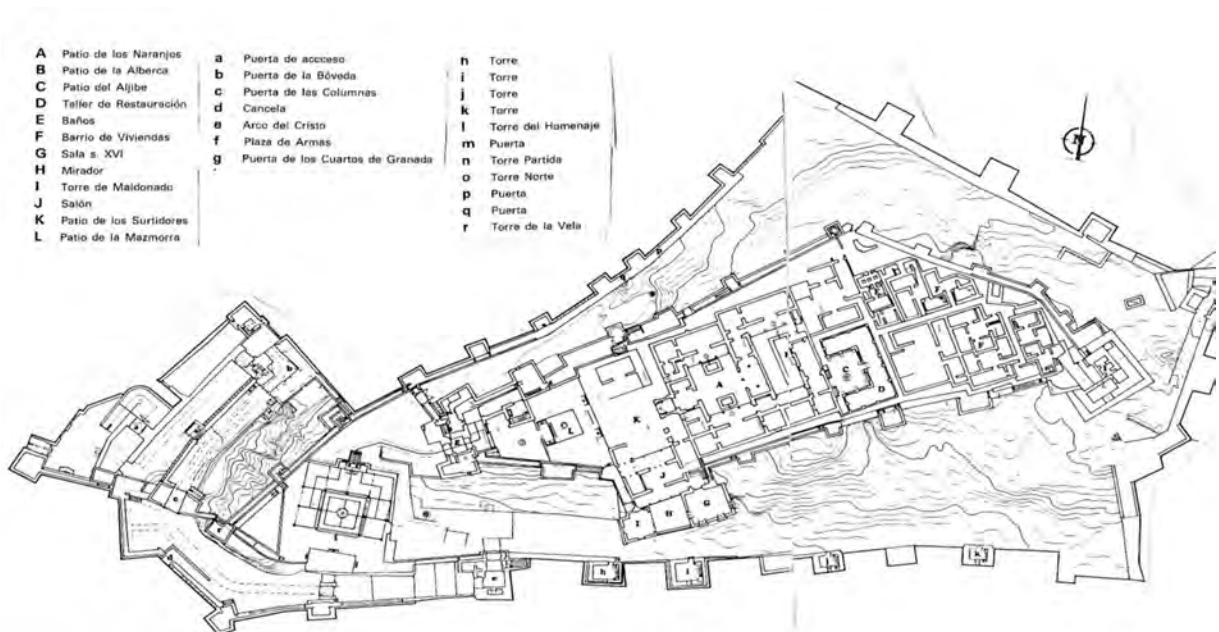 A Patio de los Naranjos
B Patio de la Alberca
C Patio del Aljibe
D Teller de Restauración
E Baños
F Barrio de Viviendas
G Sala s. XVI
H Mirador
I Torre de Maldonado
J Salón
K Patio de los Surtidores
L Patio de la Mazmorra
a Puerta de accceso
b Puerta de la Bóveda
c Puerta de las Columnas
d Cancela
e Arco del Cristo
f Plaza de Armas
g Puerta de los Cuartos de Granada
h Torre
i Torre
j Torre
k Torre
l Torre del Homenaje
m Puerta
n Torre Partida
o Torre Norte
p Puerta
q Puerta
r Torre de la Vela
N
A
C
D
K
J
G
H
I
E
L
h
i
k